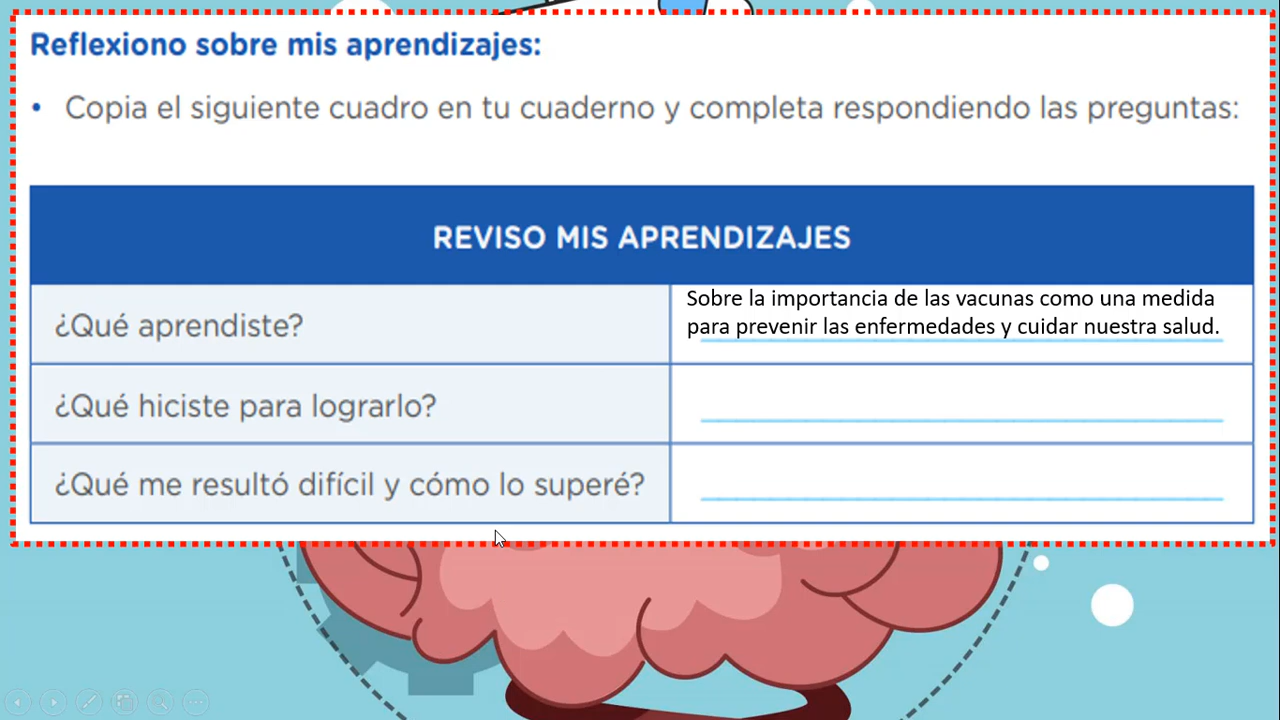 Reflexiono sobre mis aprendizajes:
• Copia el siguiente cuadro en tu cuaderno y completa respondiendo las preguntas:
REVISO MIS APRENDIZAJES
¿Qué aprendiste?
Sobre la importancia de las vacunas como una medida
para prevenir las enfermedades y cuidar nuestra salud.
¿Qué hiciste para lograrlo?
¿Qué me resultó difícil y cómo lo superé?